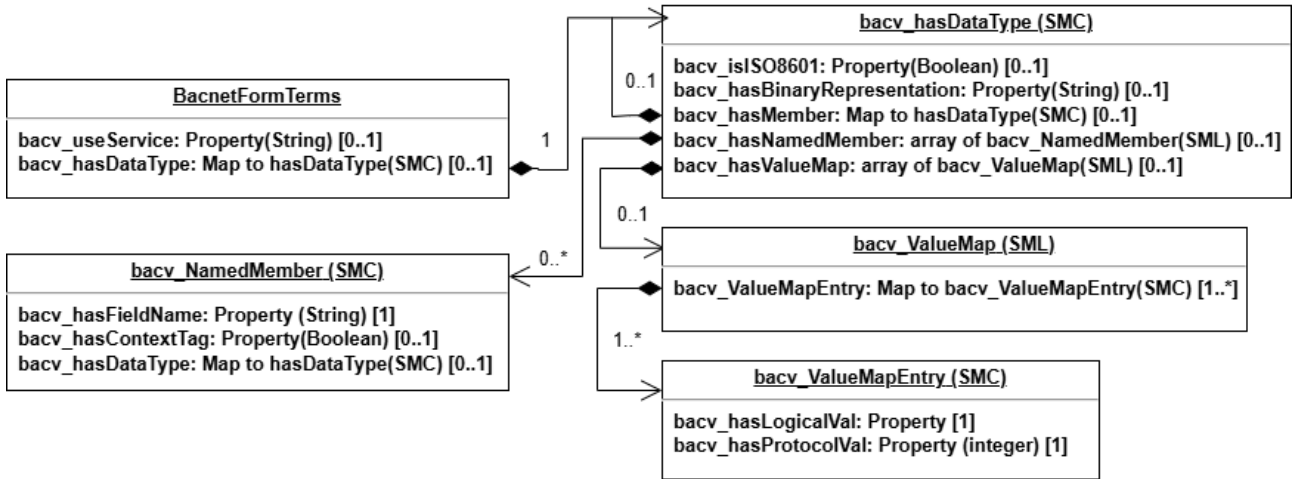 bacv_hasDataType (SMC)
bacv_isISO8601: Property(Boolean) [0..1]
bacv_hasBinaryRepresentation: Property(String) [0..1]
bacv_hasMember: Map to hasDataType(SMC) [0..1]
bacv_hasNamedMember: array of bacv_NamedMember(SML) [0..1]
bacv_hasValueMap: array of bacv_ValueMap(SML) [0..1]
0..1
BacnetFormTerms
bacv_useService: Property(String) [0..1]
bacv_hasDataType: Map to hasDataType(SMC) [0..1]
1
0..1
0..*
bacv_NamedMember (SMC)
bacv_hasFieldName: Property (String) [1]
bacv_hasContextTag: Property(Boolean) [0..1]
bacv_hasDataType: Map to hasDataType(SMC) [0..1]
bacv_ValueMap (SML)
bacv_ValueMapEntry: Map to bacv_ValueMapEntry(SMC) [1..*]
1..*
bacv_ValueMapEntry (SMC)
bacv_hasLogicalVal: Property [1]
bacv_hasProtocolVal: Property (integer) [1]